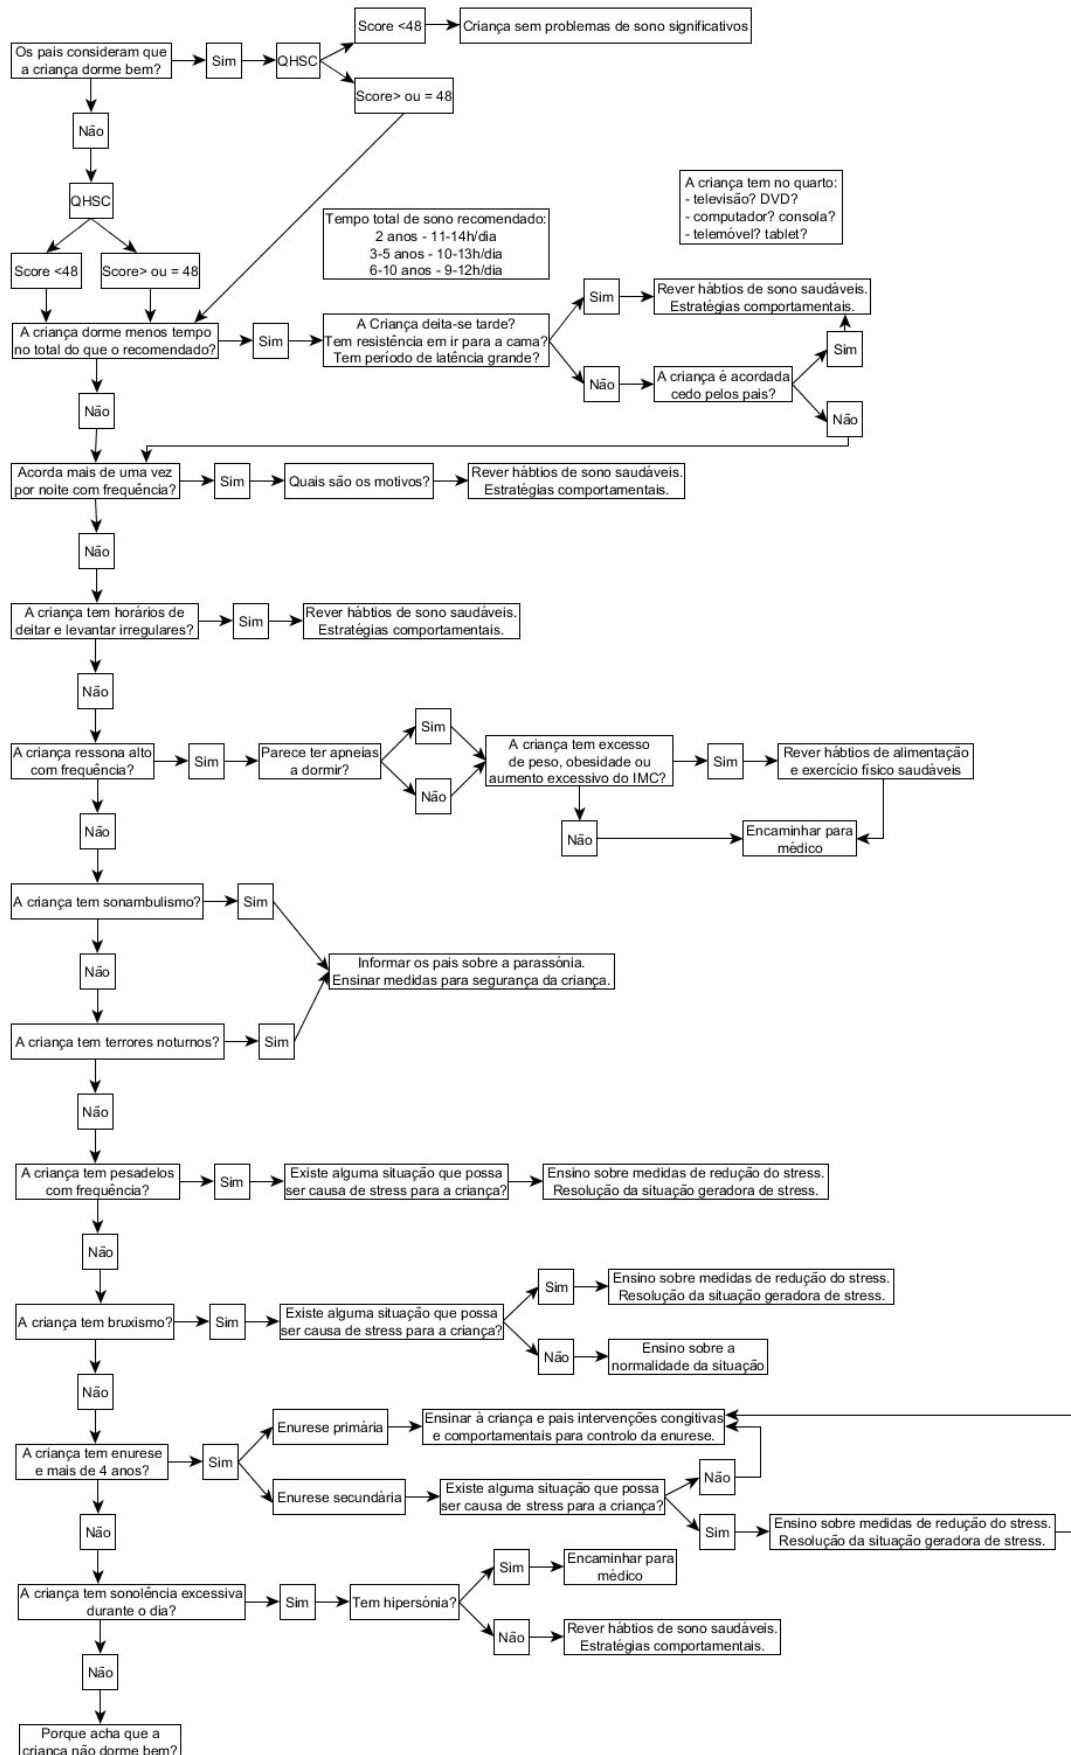 Os pais consideram que
a criança dorme bem?
Sim
QHSC
Score <48
Criança sem problemas de sono significativos
Score> ou = 48
Não
QHSC
Score <48
Score> ou = 48
Tempo total de sono recomendado:
2 anos - 11-14h/dia
3-5 anos - 10-13h/dia
6-10 anos - 9-12h/dia
A criança tem no quarto:
- televisão? DVD?
- computador? consola?
- telemóvel? tablet?
A criança dorme menos tempo
no total do que o recomendado?
Sim
A Criança deita-se tarde?
Tem resistência em ir para a cama?
Tem período de latência grande?
Sim
Rever hábtios de sono saudáveis.
Estratégias comportamentais.
Não
A criança é acordada
cedo pelos pais?
Sim
Não
Não
Acorda mais de uma vez
por noite com frequência?
Sim
Quais são os motivos?
Rever hábtios de sono saudáveis.
Estratégias comportamentais.
Não
A criança tem horários de
deitar e levantar irregulares?
Sim
Rever hábtios de sono saudáveis.
Estratégias comportamentais.
Não
A criança ressona alto
com frequência?
Sim
Parece ter apneias
a dormir?
Sim
Não
A criança tem excesso
de peso, obesidade ou
aumento excessivo do IMC?
Sim
Rever hábtios de alimentação
e exercício físico saudáveis
Não
Encaminhar para
médico
Não
A criança tem sonambulismo?
Sim
Não
Informar os pais sobre a parassónia.
Ensinar medidas para segurança da criança.
A criança tem terrores noturnos?
Sim
Não
A criança tem pesadelos
com frequência?
Sim
Existe alguma situação que possa
ser causa de stress para a criança?
Ensino sobre medidas de redução do stress.
Resolução da situação geradora de stress.
Não
A criança tem bruxismo?
Sim
Existe alguma situação que possa
ser causa de stress para a criança?
Sim
Ensino sobre medidas de redução do stress.
Resolução da situação geradora de stress.
Não
Ensino sobre a
normalidade da situação
Não
A criança tem enurese
e mais de 4 anos?
Sim
Enurese primária
Ensinar à criança e pais intervenções congitivas
e comportamentais para controlo da enurese.
Enurese secundária
Existe alguma situação que possa
ser causa de stress para a criança?
Não
Sim
Ensino sobre medidas de redução do stress.
Resolução da situação geradora de stress.
Não
A criança tem sonolência excessiva
durante o dia?
Sim
Tem hipersónia?
Sim
Encaminhar para
médico
Não
Rever hábtios de sono saudáveis.
Estratégias comportamentais.
Não
Porque acha que a
criança não dorme bem?